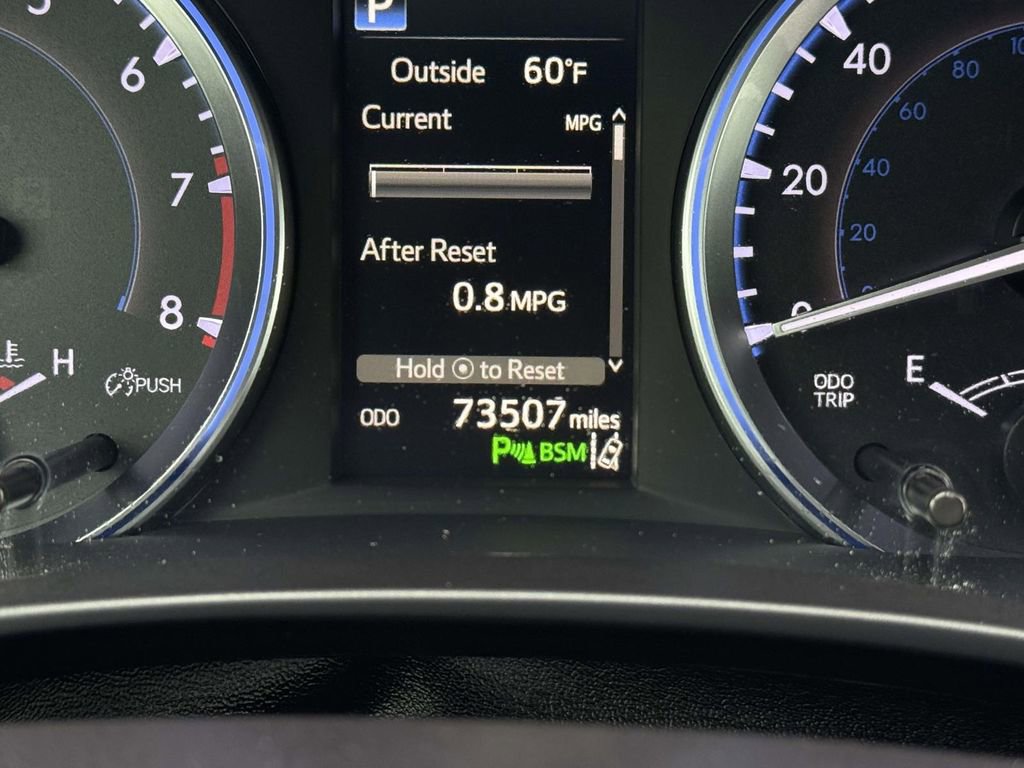 P
Outside 60°F
Current MPG
After Reset
0.8 MPG
Hold to Reset
ODO 73507 miles
P BSM
6
7
8
H
PUSH
40
20
0
80
60
40
20
ODO
TRIP
E